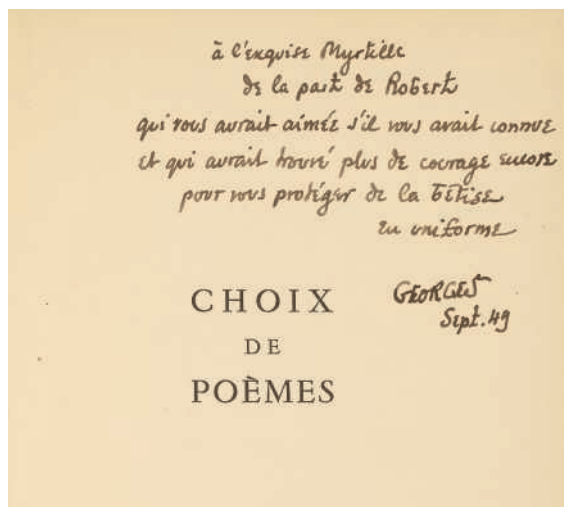 à l'exquise Myrtille
de la part de Robert
qui vous aurait aimée s'il vous avait connue
et qui aurait trouvé plus de courage encore
pour vous protéger de la bêtise
en uniforme
GEORGES
Sept. 49
CHOIX
DE
POÈMES